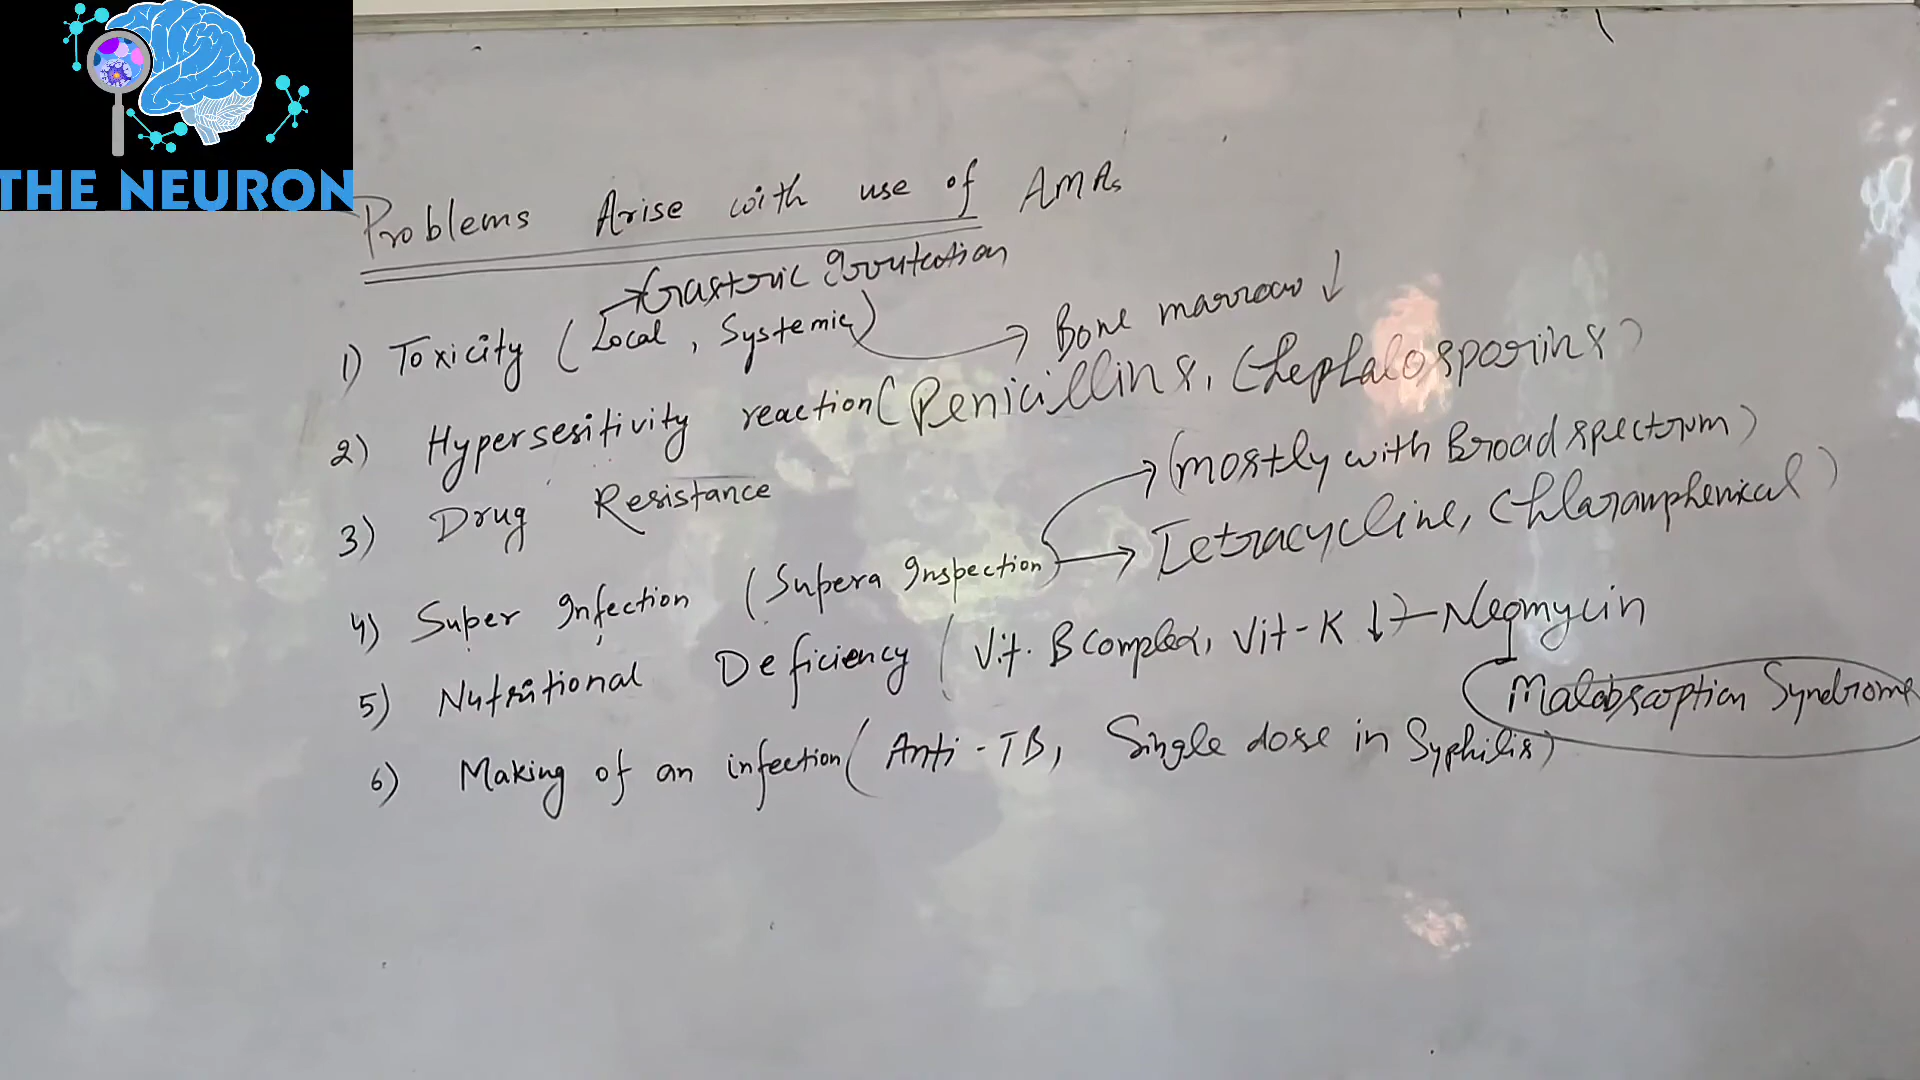 THE NEURON
Problems Arise with use of AMAs
Gastric Irritation
1) Toxicity (Local, Systemic) → Bone marrow ↓
2) Hypersesitivity reaction (Penicillins, Chephalosporins)
3) Drug Resistance
(mostly with Broad spectrum)
4) Super Infection (Supera Inspection) → Tetracycline, Chloramphenical)
5) Nutritional Deficiency (Vit. B Complex, Vit-K ↓) - Neomycin
Malabscoption Syndrome
6) Making of an infection (Anti-TB, Single dose in Syphilis)